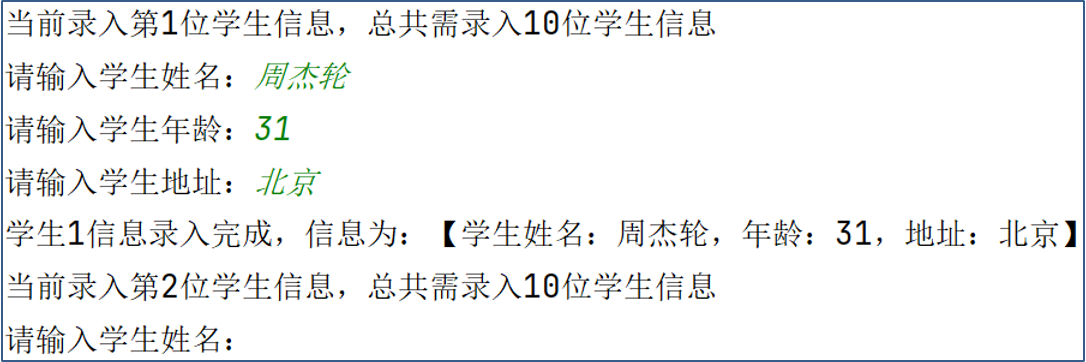 当前录入第1位学生信息，总共需录入10位学生信息
请输入学生姓名：周杰轮
请输入学生年龄：31
请输入学生地址：北京
学生1信息录入完成，信息为：【学生姓名：周杰轮，年龄：31，地址：北京】
当前录入第2位学生信息，总共需录入10位学生信息
请输入学生姓名：